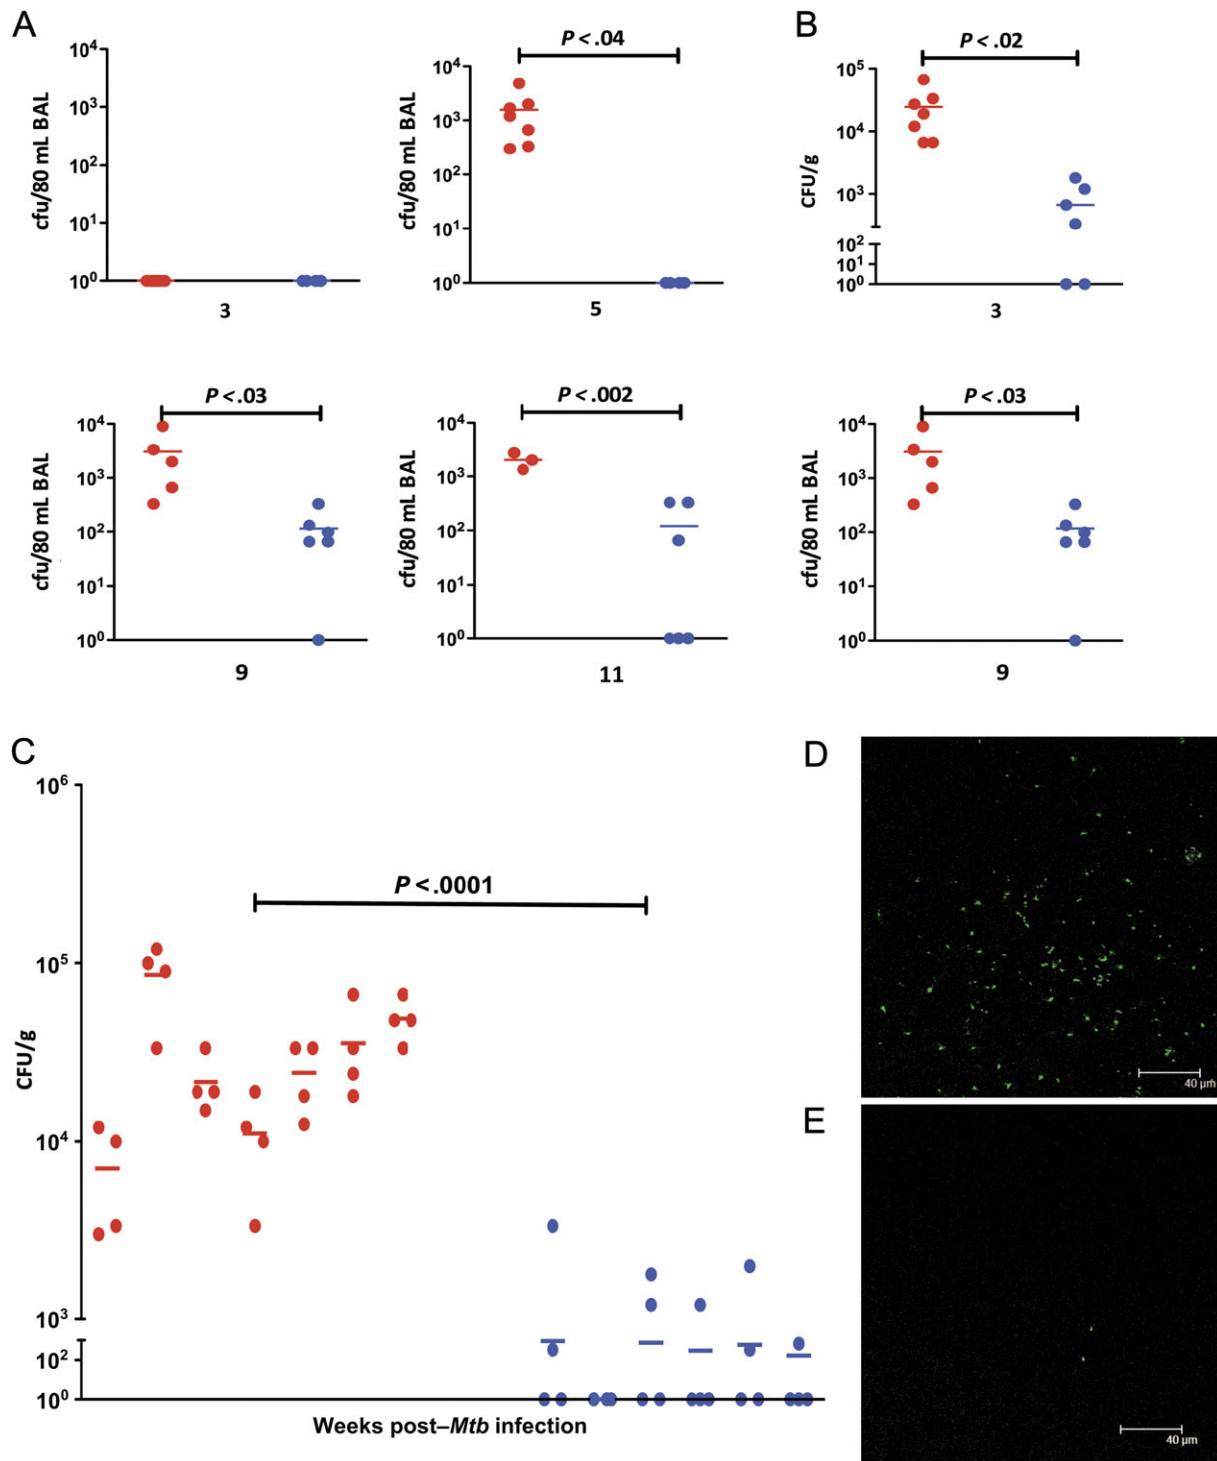 A
10⁴
10³
10²
10¹
10⁰
cfu/80 mL BAL
3
P < .04
10⁴
10³
10²
10¹
10⁰
cfu/80 mL BAL
5
B
P < .02
10⁵
10⁴
10³
10²
10¹
10⁰
CFU/g
3
P < .03
10⁴
10³
10²
10¹
10⁰
cfu/80 mL BAL
9
P < .002
10⁴
10³
10²
10¹
10⁰
cfu/80 mL BAL
11
P < .03
10⁴
10³
10²
10¹
10⁰
cfu/80 mL BAL
9
C
10⁶
P < .0001
10⁵
10⁴
10³
10²
10⁰
CFU/g
Weeks post–Mtb infection
D
40 µm
E
40 µm